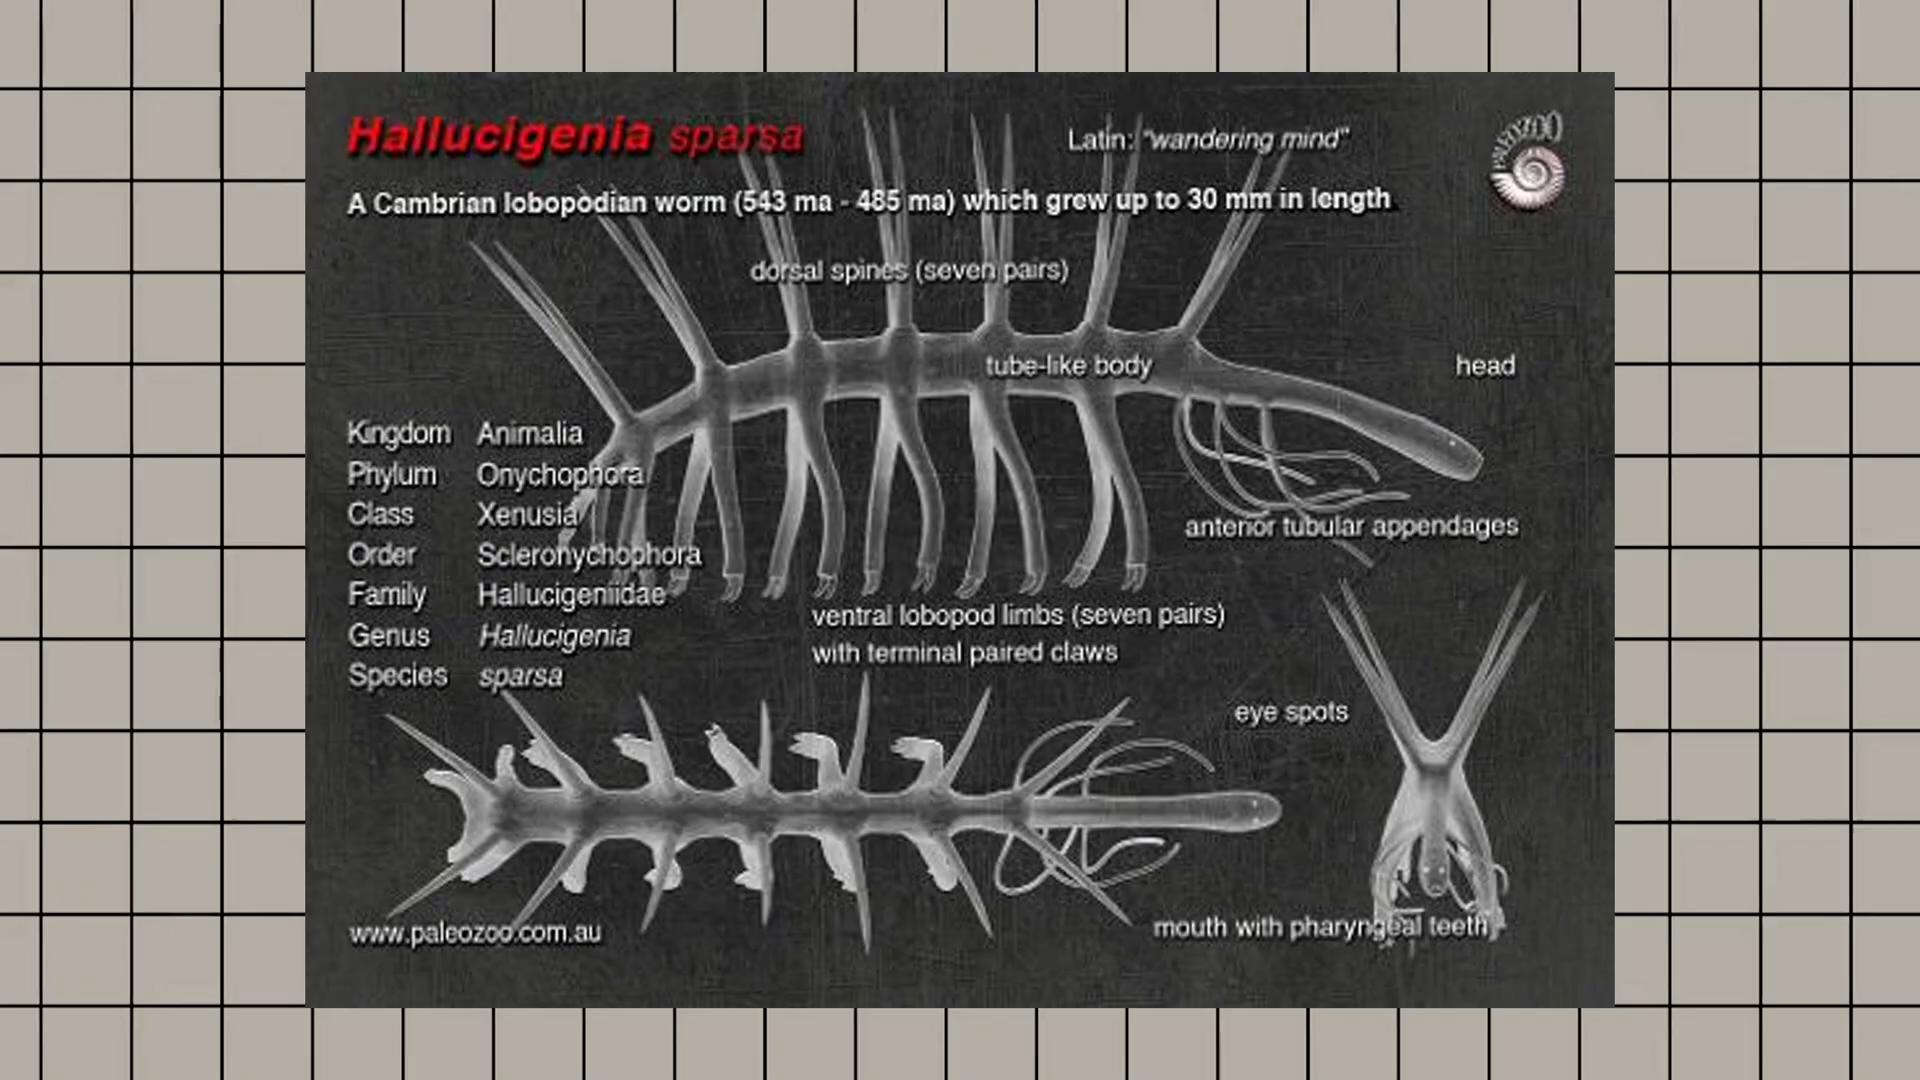 Hallucigenia sparsa
Latin: "wandering mind"
PALEOZOO
A Cambrian lobopodian worm (543 ma - 485 ma) which grew up to 30 mm in length
dorsal spines (seven pairs)
tube-like body
head
Kingdom Animalia
Phylum Onychophora
Class Xenusia
Order Scleronychophora
Family Hallucigeniidae
Genus Hallucigenia
Species sparsa
anterior tubular appendages
ventral lobopod limbs (seven pairs)
with terminal paired claws
eye spots
mouth with pharyngeal teeth
www.paleozoo.com.au